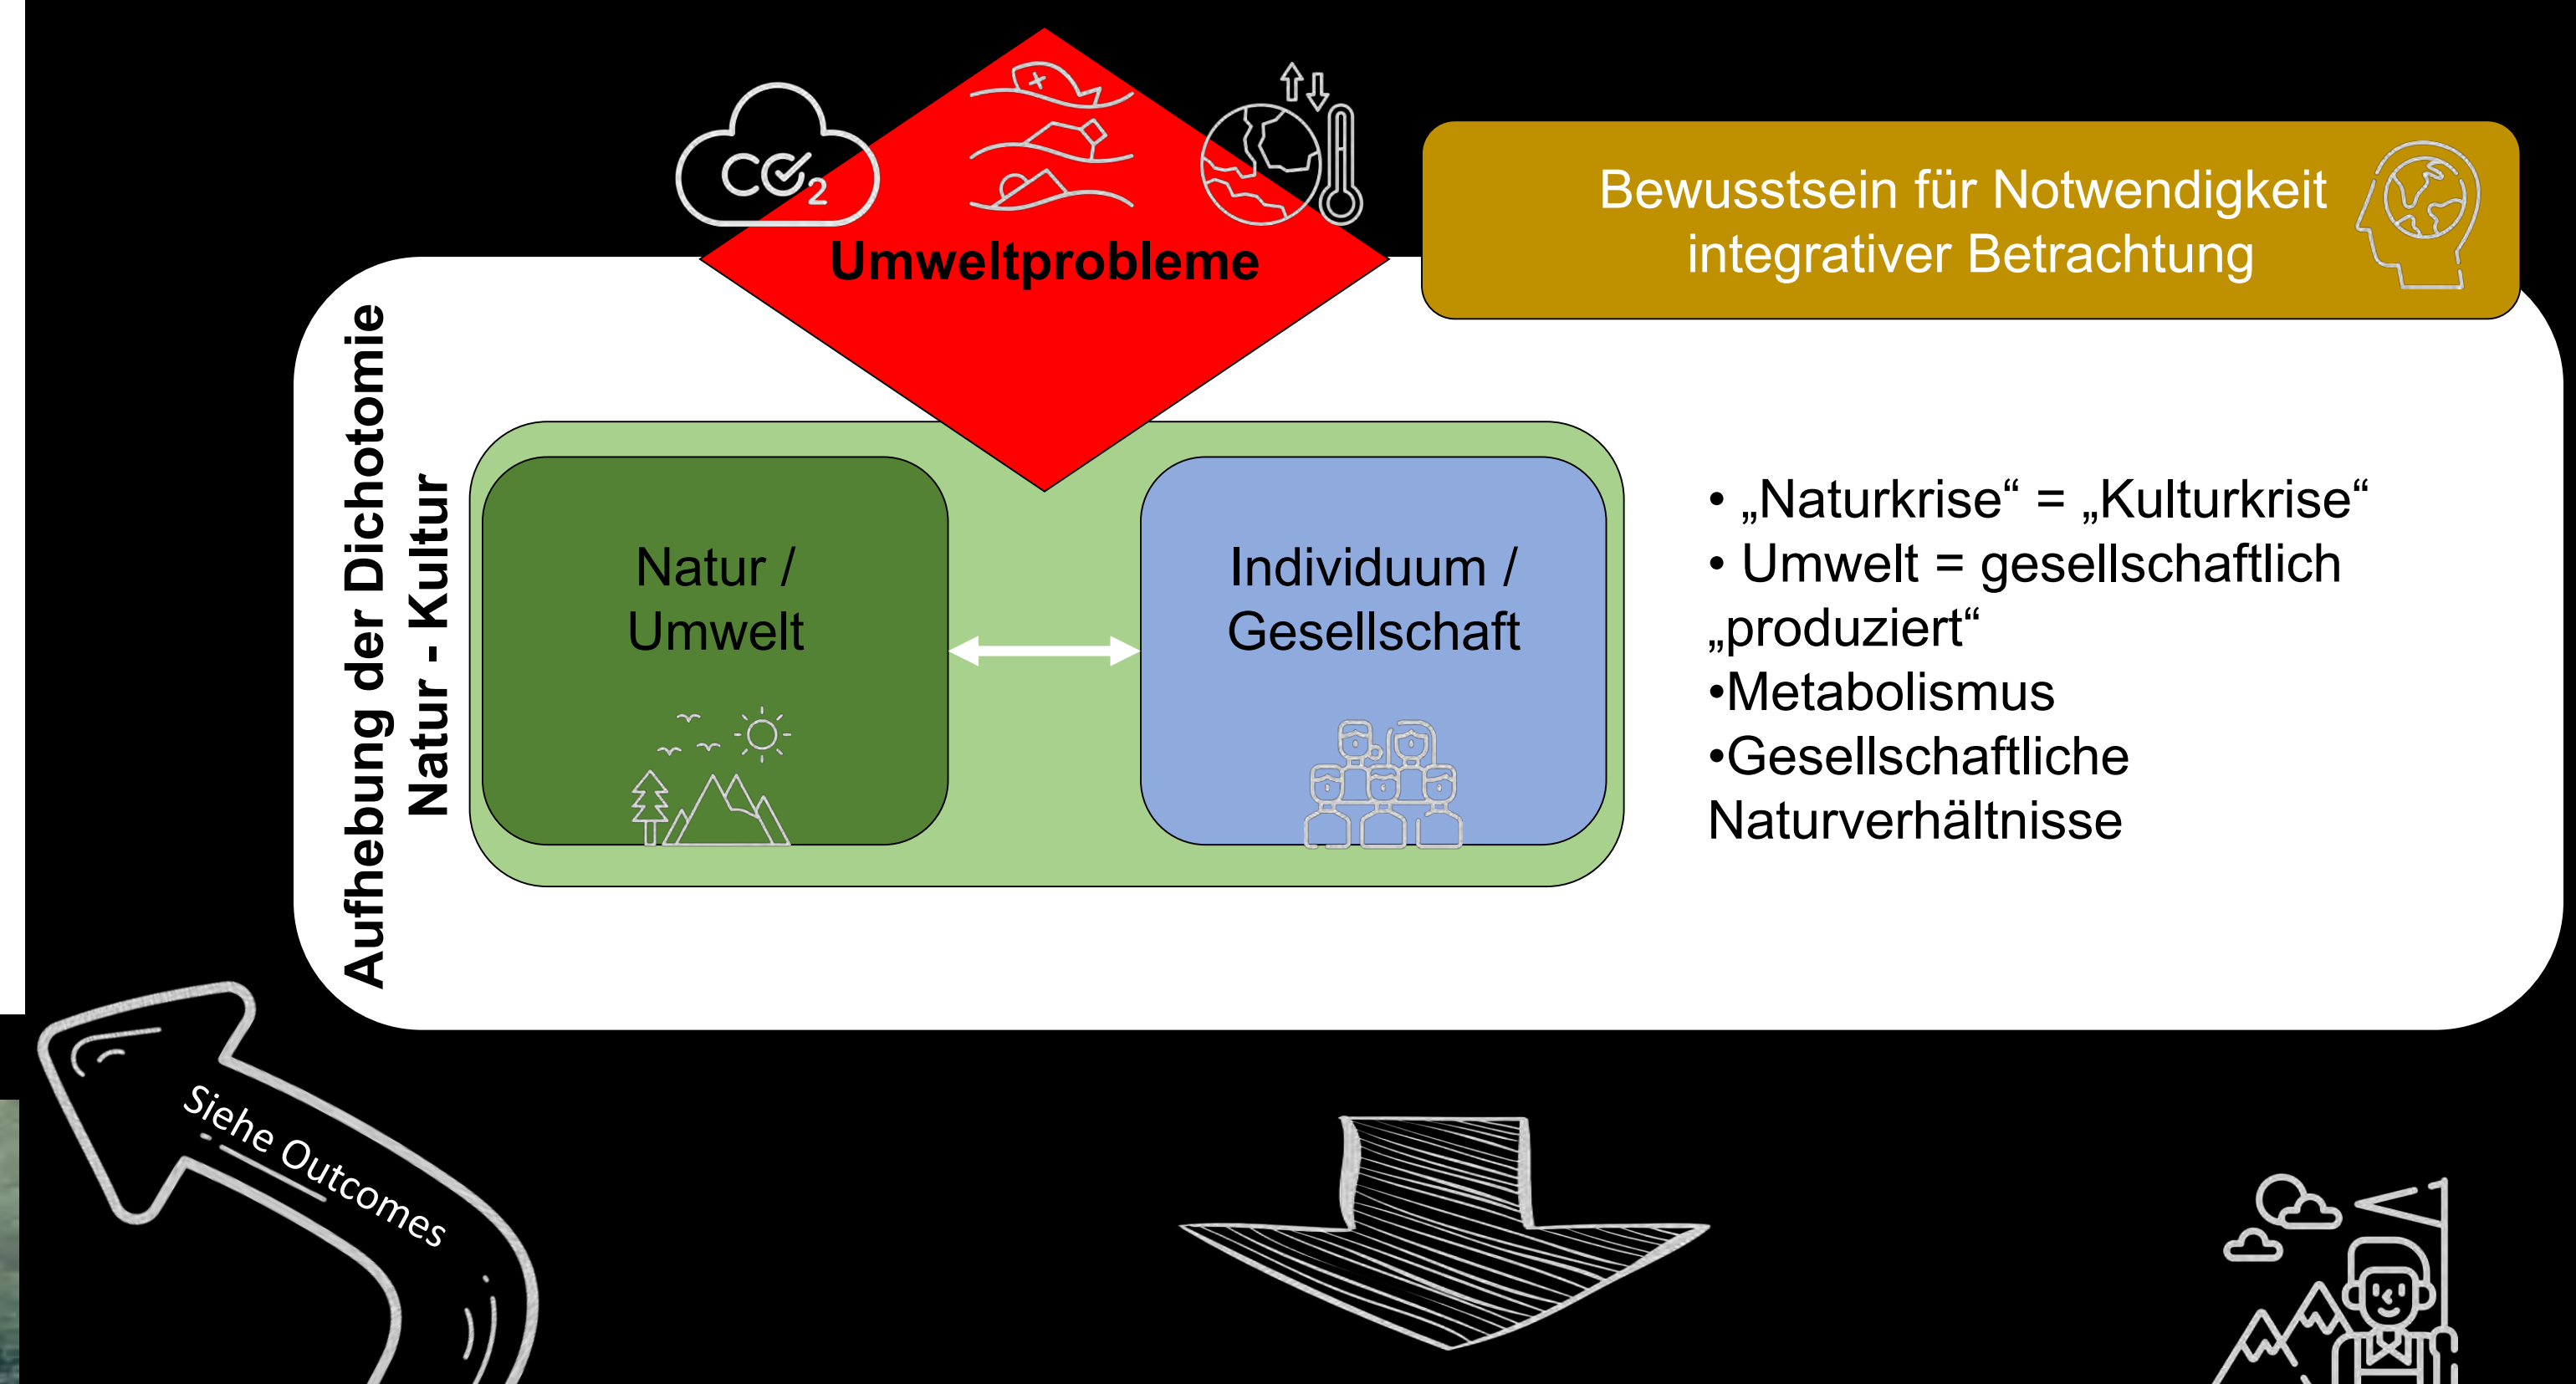 CO₂
Umweltprobleme
Bewusstsein für Notwendigkeit
integrativer Betrachtung
Aufhebung der Dichotomie
Natur - Kultur
Natur /
Umwelt
Individuum /
Gesellschaft
• „Naturkrise“ = „Kulturkrise“
• Umwelt = gesellschaftlich
„produziert“
•Metabolismus
•Gesellschaftliche
Naturverhältnisse
Siehe Outcomes